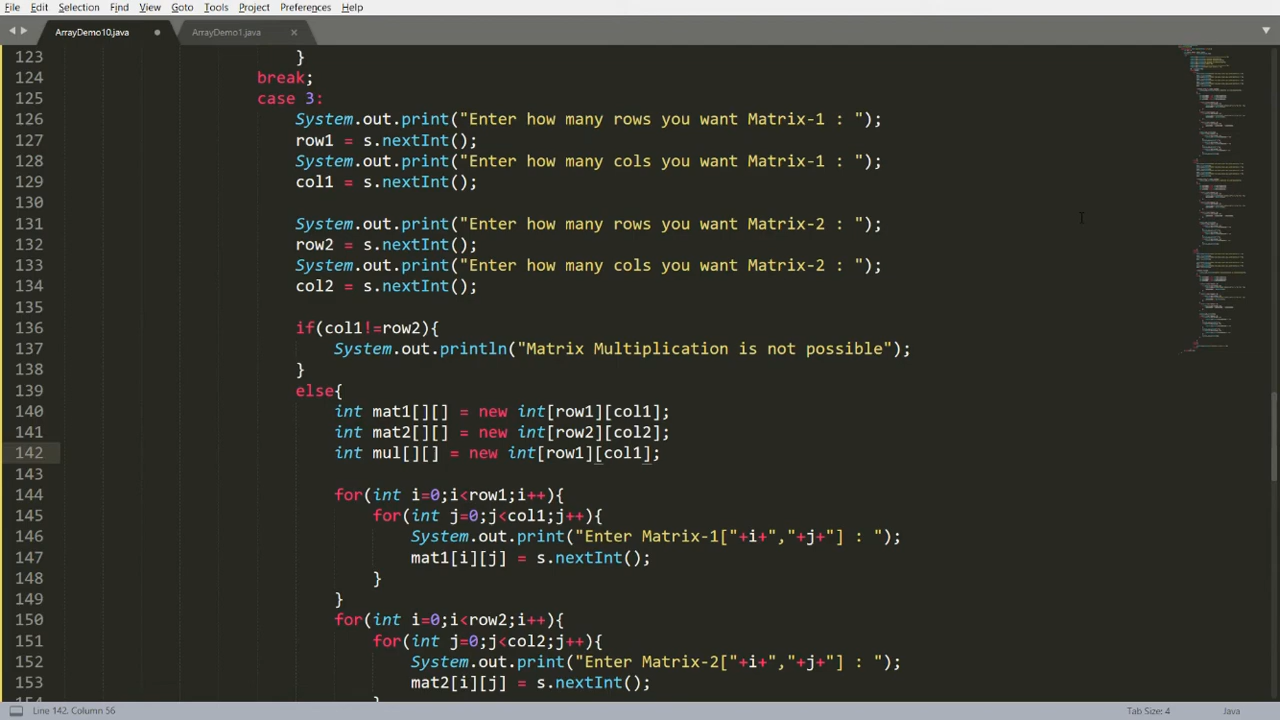 File Edit Selection Find View Goto Tools Project Preferences Help
ArrayDemo10.java ArrayDemo1.java
123 }
124 break;
125 case 3:
126 System.out.print("Enter how many rows you want Matrix-1 : ");
127 row1 = s.nextInt();
128 System.out.print("Enter how many cols you want Matrix-1 : ");
129 col1 = s.nextInt();
130
131 System.out.print("Enter how many rows you want Matrix-2 : ");
132 row2 = s.nextInt();
133 System.out.print("Enter how many cols you want Matrix-2 : ");
134 col2 = s.nextInt();
135
136 if(col1!=row2){
137 System.out.println("Matrix Multiplication is not possible");
138 }
139 else{
140 int mat1[][] = new int[row1][col1];
141 int mat2[][] = new int[row2][col2];
142 int mul[][] = new int[row1][col1];
143
144 for(int i=0;i<row1;i++){
145 for(int j=0;j<col1;j++){
146 System.out.print("Enter Matrix-1["+i+","+j+"] : ");
147 mat1[i][j] = s.nextInt();
148 }
149 }
150 for(int i=0;i<row2;i++){
151 for(int j=0;j<col2;j++){
152 System.out.print("Enter Matrix-2["+i+","+j+"] : ");
153 mat2[i][j] = s.nextInt();
Line 142, Column 56 Tab Size: 4 Java